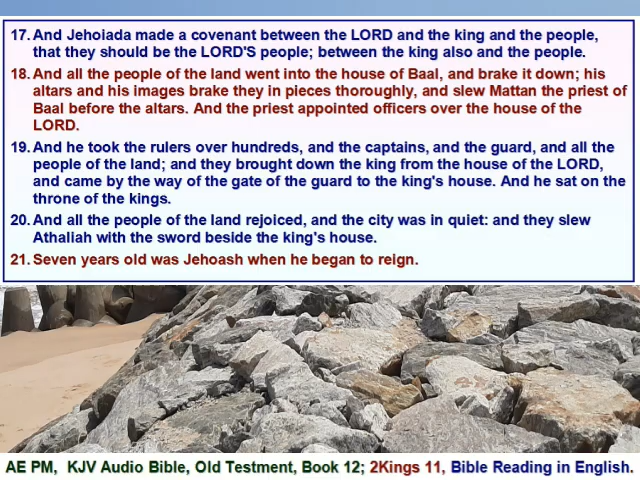 17. And Jehoiada made a covenant between the LORD and the king and the people,
that they should be the LORD'S people; between the king also and the people.
18. And all the people of the land went into the house of Baal, and brake it down; his
altars and his images brake they in pieces thoroughly, and slew Mattan the priest of
Baal before the altars. And the priest appointed officers over the house of the
LORD.
19. And he took the rulers over hundreds, and the captains, and the guard, and all the
people of the land; and they brought down the king from the house of the LORD,
and came by the way of the gate of the guard to the king's house. And he sat on the
throne of the kings.
20. And all the people of the land rejoiced, and the city was in quiet: and they slew
Athaliah with the sword beside the king's house.
21. Seven years old was Jehoash when he began to reign.
AE PM, KJV Audio Bible, Old Testment, Book 12; 2Kings 11, Bible Reading in English.